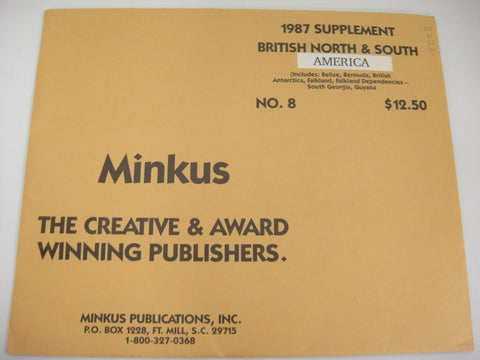 1987 SUPPLEMENT
BRITISH NORTH & SOUTH
AMERICA
(Includes: Belize, Bermuda, British
Antarctica, Falkland, Falkland Dependencies –
South Georgia, Guyana
NO. 8 $12.50
Minkus
THE CREATIVE & AWARD
WINNING PUBLISHERS.
MINKUS PUBLICATIONS, INC.
P.O. BOX 1228, FT. MILL, S.C. 29715
1-800-327-0368